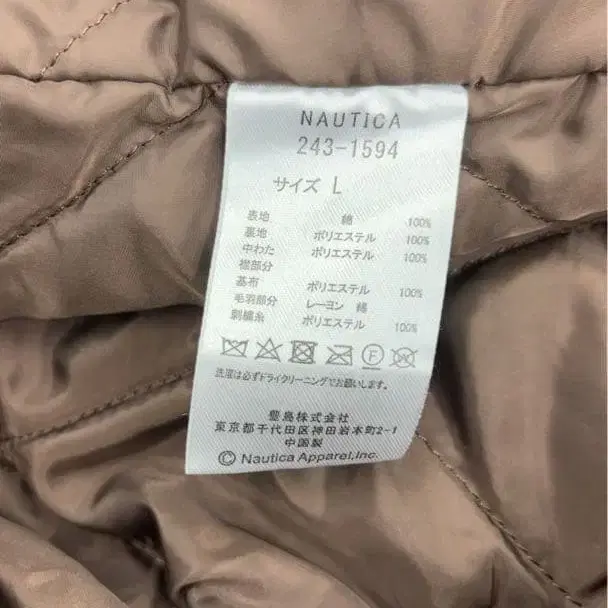 NAUTICA
243-1594
サイズ L
表地 綿 100%
裏地 ポリエステル 100%
中わた ポリエステル 100%
襟部分
基布 ポリエステル 100%
毛羽部分 レーヨン 綿
刺繍糸 ポリエステル 100%
F
洗濯は必ずドライクリーニングでお願いします。
豊島株式会社
東京都千代田区神田岩本町2-1
中国製
© Nautica Apparel,Inc.